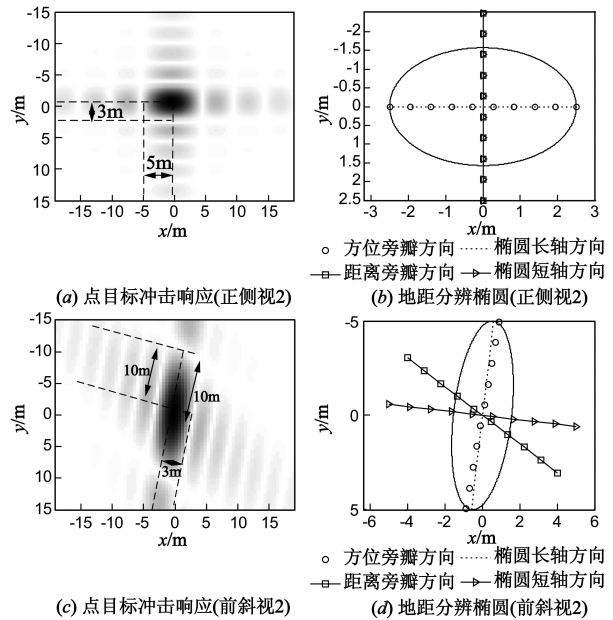 -15
-10
-5
0
5
10
15
y/m
3m
5m
-15 -10 -5 0 5 10 15
x/m
(a) 点目标冲击响应(正侧视2)
-2
-1.5
-1
-0.5
0
0.5
1
1.5
2
2.5
y/m
-3 -2 -1 0 1 2 3
x/m
方位旁瓣方向 椭圆长轴方向
距离旁瓣方向 椭圆短轴方向
(b) 地距分辨椭圆(正侧视2)
-15
-10
-5
0
5
10
15
y/m
10m
10m
3m
-15 -10 -5 0 5 10 15
x/m
(c) 点目标冲击响应(前斜视2)
-5
0
5
y/m
-6 -4 -2 0 2 4 6
x/m
方位旁瓣方向 椭圆长轴方向
距离旁瓣方向 椭圆短轴方向
(d) 地距分辨椭圆(前斜视2)